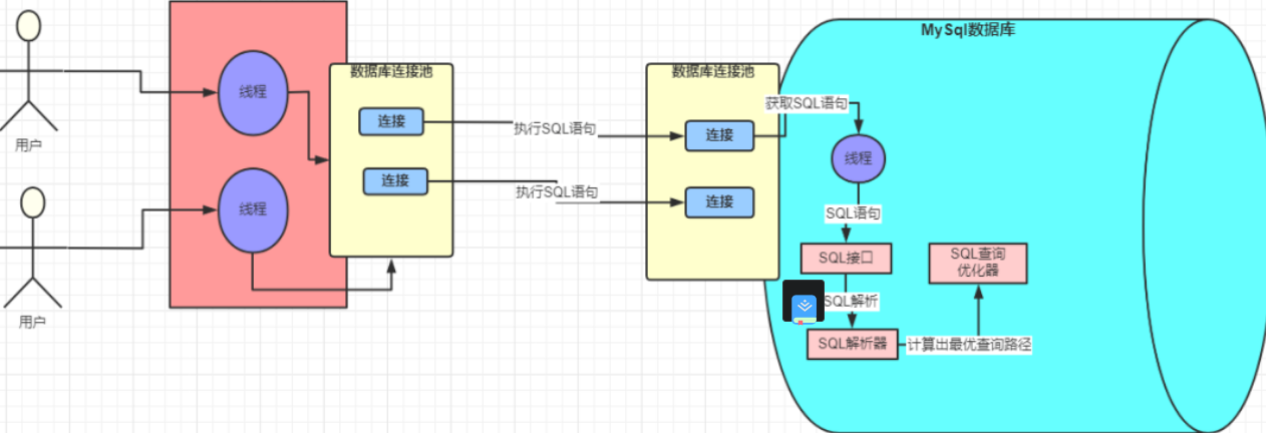 用户
用户
线程
线程
数据库连接池
连接
连接
执行SQL语句
执行SQL语句
数据库连接池
连接
连接
MySql数据库
获取SQL语句
线程
SQL语句
SQL接口
SQL解析
SQL解析器
计算出最优查询路径
SQL查询
优化器